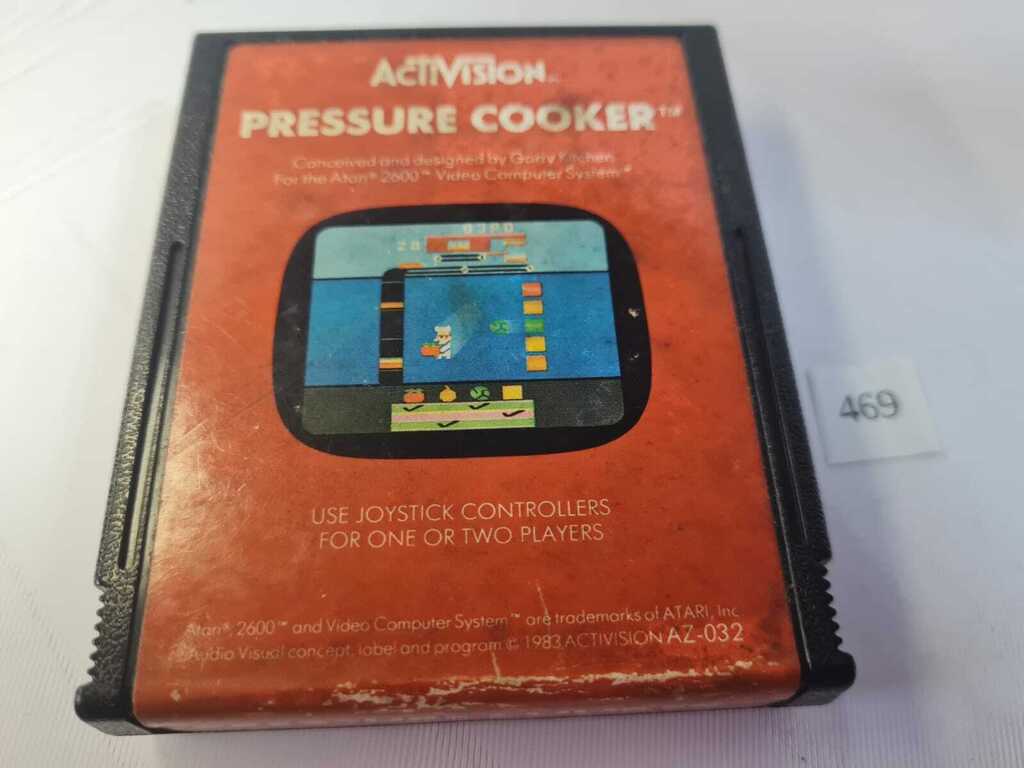 ACTIVISION
PRESSURE COOKER™
Conceived and designed by Garry Kitchen
For the Atari® 2600™ Video Computer System™
0390
28
USE JOYSTICK CONTROLLERS
FOR ONE OR TWO PLAYERS
Atari®, 2600™ and Video Computer System™ are trademarks of ATARI, Inc.
Audio Visual concept, label and program © 1983 ACTIVISION AZ-032
469